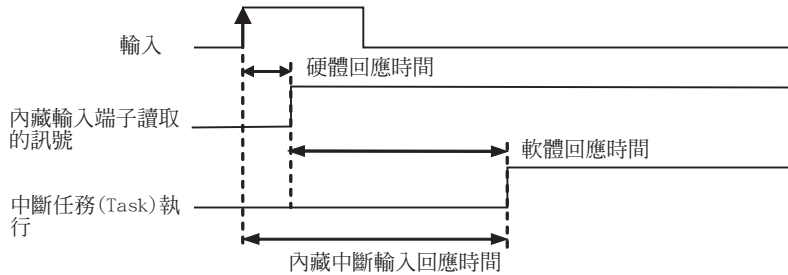 輸入
硬體回應時間
內藏輸入端子讀取
的訊號
軟體回應時間
中斷任務(Task)執
行
內藏中斷輸入回應時間